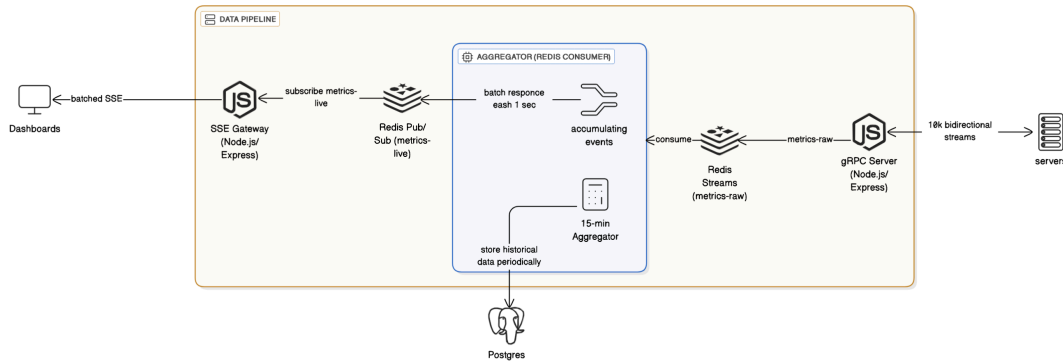 DATA PIPELINE
AGGREGATOR (REDIS CONSUMER)
batched SSE
Dashboards
SSE Gateway
(Node.js/
Express)
subscribe metrics-
live
Redis Pub/
Sub (metrics-
live)
batch responce
eash 1 sec
accumulating
events
15-min
Aggregator
store historical
data periodically
Postgres
consume
Redis
Streams
(metrics-raw)
metrics-raw
gRPC Server
(Node.js/
Express)
10k bidirectional
streams
servers